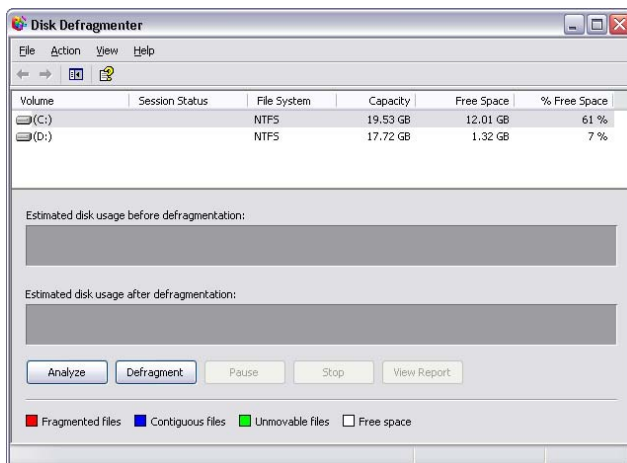 Disk Defragmenter
File Action View Help
Volume Session Status File System Capacity Free Space % Free Space
(C:) NTFS 19.53 GB 12.01 GB 61 %
(D:) NTFS 17.72 GB 1.32 GB 7 %
Estimated disk usage before defragmentation:
Estimated disk usage after defragmentation:
Analyze Defragment Pause Stop View Report
Fragmented files Contiguous files Unmovable files Free space